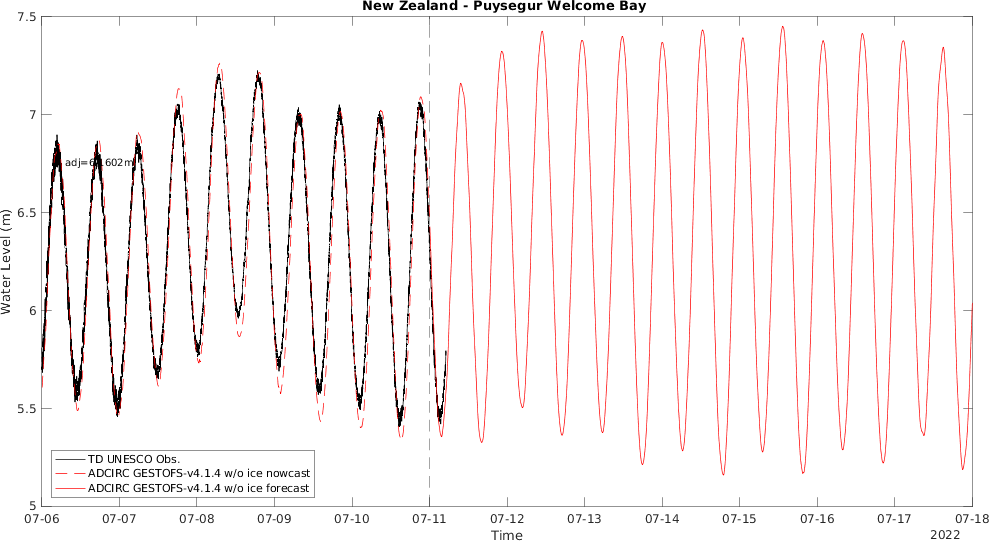 New Zealand - Puysegur Welcome Bay
7.5
7
6.5
6
5.5
5
Water Level (m)
TD UNESCO Obs.
ADCIRC GESTOFS-v4.1.4 w/o ice nowcast
ADCIRC GESTOFS-v4.1.4 w/o ice forecast
07-06 07-07 07-08 07-09 07-10 07-11 07-12 07-13 07-14 07-15 07-16 07-17 07-18
Time
2022